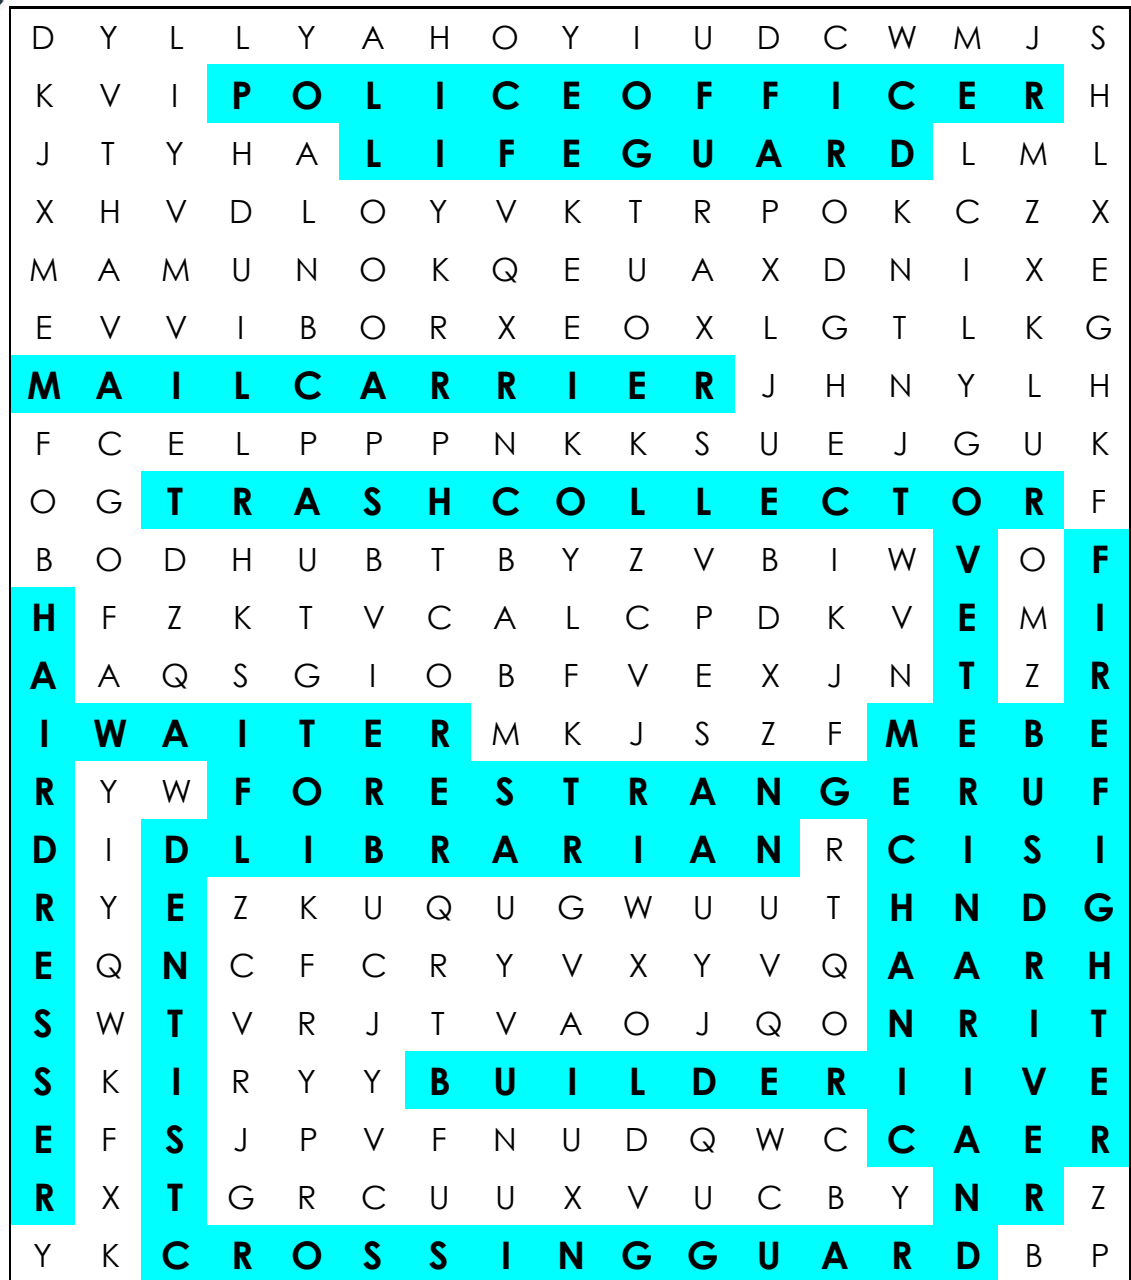 D Y L L Y A H O Y I U D C W M J S
K V I P O L I C E O F F I C E R H
J T Y H A L I F E G U A R D L M L
X H V D L O Y V K T R P O K C Z X
M A M U N O K Q E U A X D N I X E
E V V I B O R X E O X L G T L K G
M A I L C A R R I E R J H N Y L H
F C E L P P P N K K S U E J G U K
O G T R A S H C O L L E C T O R F
B O D H U B T B Y Z V B I W V O F
H F Z K T V C A L C P D K V E M I
A A Q S G I O B F V E X J N T Z R
I W A I T E R M K J S Z F M E B E
R Y W F O R E S T R A N G E R U F
D I D L I B R A R I A N R C I S I
R Y E Z K U Q U G W U U T H N D G
E Q N C F C R Y V X Y V Q A A R H
S W T V R J T V A O J Q O N R I T
S K I R Y Y B U I L D E R I I V E
E F S J P V F N U D Q W C C A E R
R X T G R C U U X V U C B Y N R Z
Y K C R O S S I N G G U A R D B P